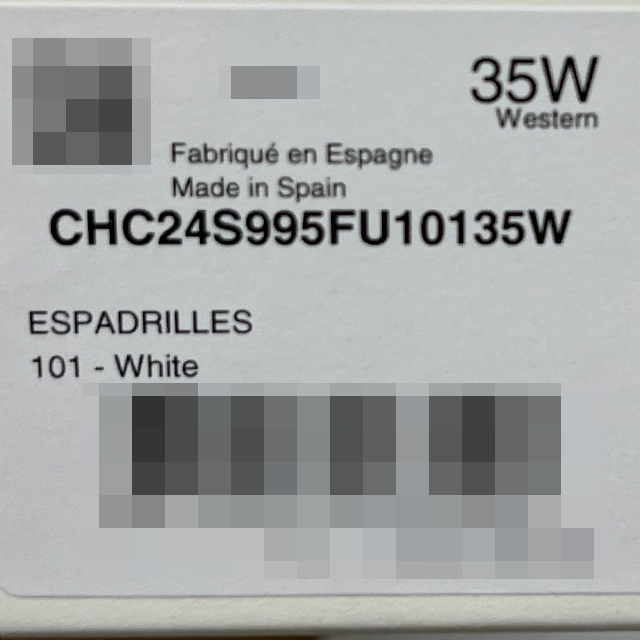 35W
Western
Fabriqué en Espagne
Made in Spain
CHC24S995FU10135W
ESPADRILLES
101 - White